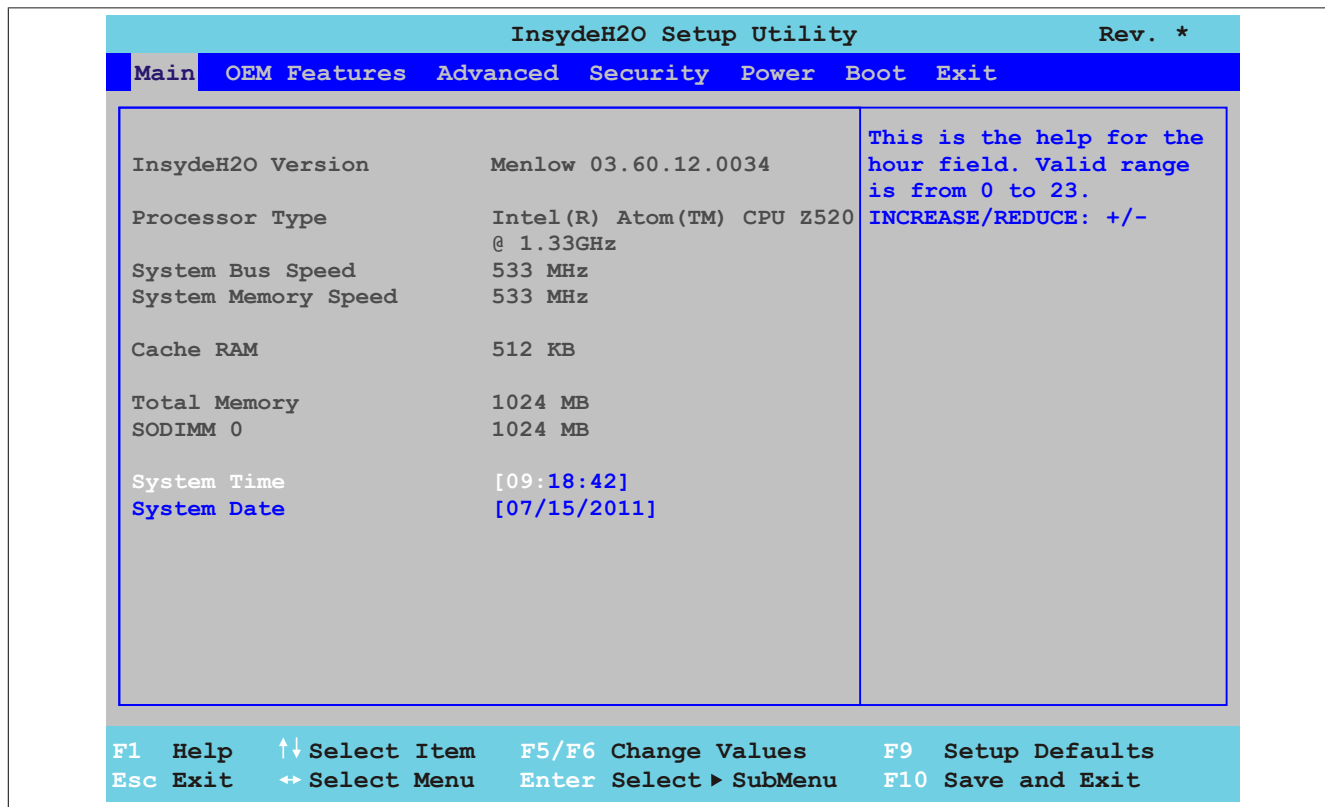 InsydeH2O Setup Utility Rev. *
Main OEM Features Advanced Security Power Boot Exit
InsydeH2O Version Menlow 03.60.12.0034
Processor Type Intel(R) Atom(TM) CPU Z520
@ 1.33GHz
System Bus Speed 533 MHz
System Memory Speed 533 MHz
Cache RAM 512 KB
Total Memory 1024 MB
SODIMM 0 1024 MB
System Time [09:18:42]
System Date [07/15/2011]
This is the help for the
hour field. Valid range
is from 0 to 23.
INCREASE/REDUCE: +/-
F1 Help ↑↓ Select Item F5/F6 Change Values F9 Setup Defaults
Esc Exit ↔ Select Menu Enter Select ▶ SubMenu F10 Save and Exit